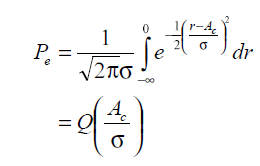 P_e = \frac{1}{\sqrt{2\pi}\sigma} \int_{-\infty}^{0} e^{-\frac{1}{2}\left(\frac{r-A_c}{\sigma}\right)^2} dr
= Q\left(\frac{A_c}{\sigma}\right)